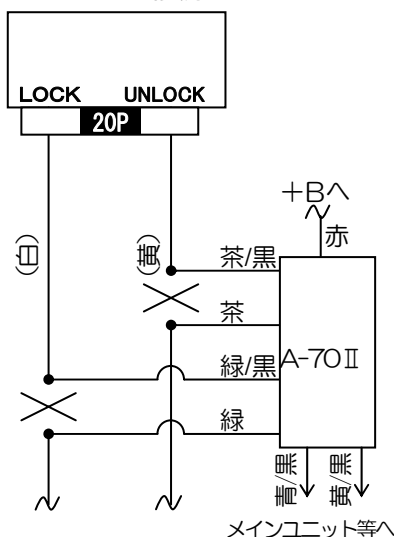 LOCK UNLOCK
20P
+Bへ
赤
(白)
(黄)
茶/黒
茶
緑/黒
A-70Ⅱ
緑
青/黒
黄/黒
メインユニット等へ